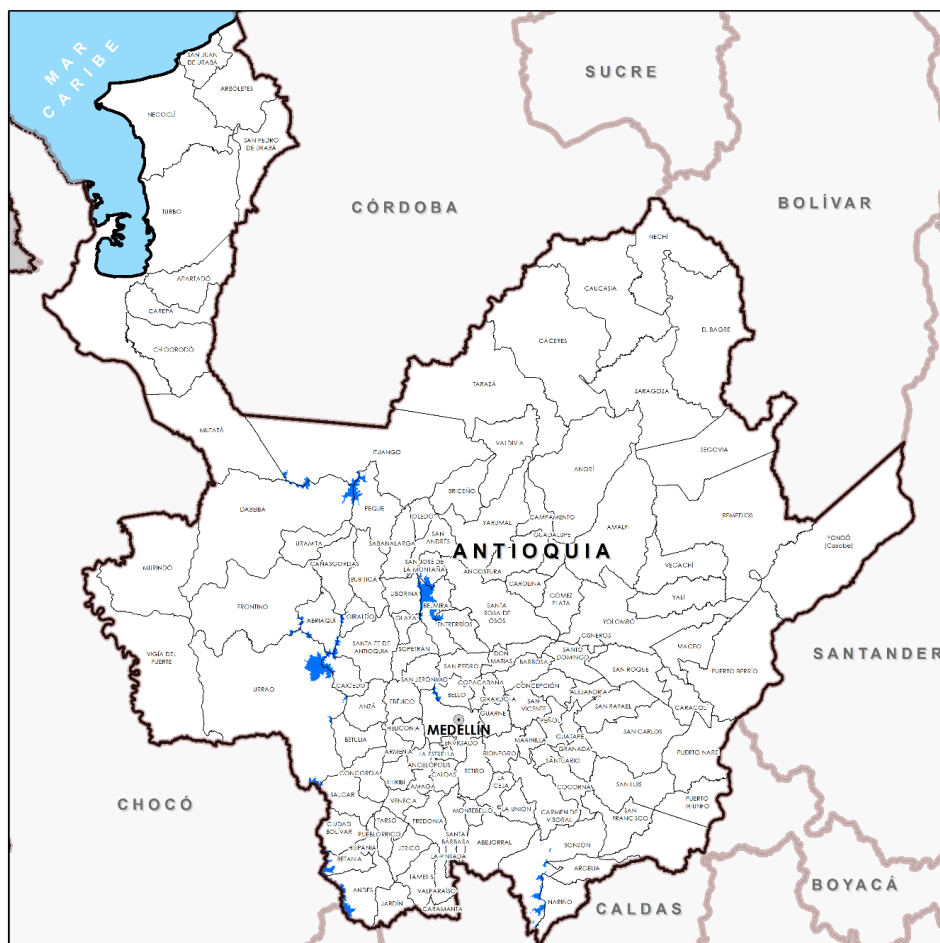 MAR
CARIBE
SAN JUAN
DE URABÁ
ARBOLETES
SUCRE
NECOCLÍ
SAN PEDRO
DE URABÁ
TURBO
CÓRDOBA
BOLÍVAR
NECHÍ
APARTADÓ
CAUCASIA
CAREPA
EL BAGRE
CHIGORODÓ
CÁCERES
TARAZÁ
ZARAGOZA
MUTATÁ
VALDIVIA
ITUANGO
SEGOVIA
ANORÍ
BRICEÑO
DABEIBA
PEQUE
TOLEDO
YARUMAL
CAMPAMENTO
AMALFI
REMEDIOS
SAN
ANDRÉS
GUADALUPE
URAMITA
SABANALARGA
ANTIOQUIA
YONDÓ
(Casabe)
MURINDÓ
CAÑASGORDAS
SAN JOSÉ DE
LA MONTAÑA
ANGOSTURA
VEGACHÍ
BURITICÁ
CAROLINA
LIBORINA
GÓMEZ
PLATA
YALÍ
FRONTINO
BELMIRA
SANTA
ROSA DE
OSOS
ABRIAQUÍ
GIRALDO
OLAYA
ENTRERRÍOS
YOLOMBÓ
CISNEROS
SANTA FE DE
ANTIOQUIA
SOPETRÁN
MACEO
SANTANDER
VIGÍA DEL
FUERTE
DON
MATÍAS
SANTO
DOMINGO
BARBOSA
SAN PEDRO
SAN ROQUE
PUERTO BERRÍO
SAN JERÓNIMO
COPACABANA
CONCEPCIÓN
URRAO
CAICEDO
BELLO
ALEJANDRÍA
ANZÁ
EBÉJICO
GIRARDOTA
SAN
VICENTE
SAN RAFAEL
CARACOLÍ
GUARNE
PEÑOL
MEDELLÍN
HELICONIA
SAN CARLOS
BETULIA
ENVIGADO
MARINILLA
GUATAPÉ
GRANADA
ARMENIA
LA ESTRELLA
RIONEGRO
SANTUARIO
PUERTO NARE
ANGELÓPOLIS
CONCORDIA
CALDAS
RETIRO
TITIRIBÍ
AMAGÁ
LA
CEJA
COCORNÁ
SAN LUIS
SALGAR
VENECIA
CHOCÓ
MONTEBELLO
LA UNIÓN
CARMEN DE
VIBORAL
SAN
FRANCISCO
PUERTO
TRIUNFO
CIUDAD
BOLÍVAR
TARSO
FREDONIA
PUEBLORRICO
SANTA
BÁRBARA
ABEJORRAL
HISPANIA
JERICÓ
SONSÓN
BETANIA
LA PINTADA
ARGELIA
TÁMESIS
ANDES
VALPARAÍSO
BOYACÁ
JARDÍN
NARIÑO
CARAMANTA
CALDAS